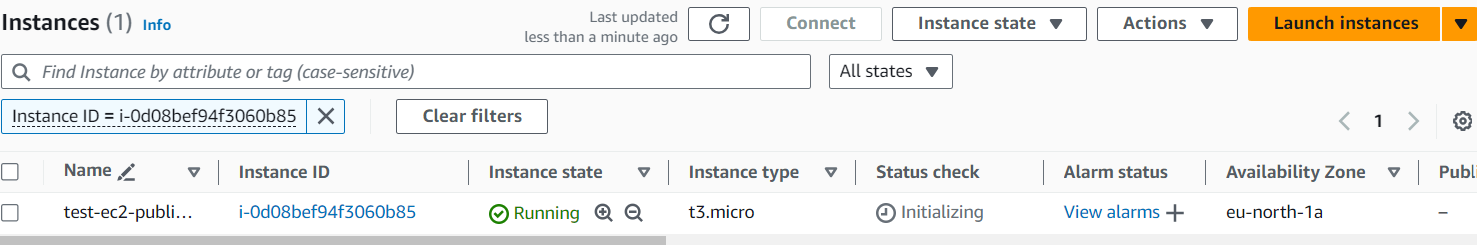 Instances (1) Info
Last updated
less than a minute ago
Connect
Instance state
Actions
Launch instances
Find Instance by attribute or tag (case-sensitive)
All states
Instance ID = i-0d08bef94f3060b85
Clear filters
1
Name Instance ID Instance state Instance type Status check Alarm status Availability Zone Publi
test-ec2-publi... i-0d08bef94f3060b85 Running t3.micro Initializing View alarms + eu-north-1a –